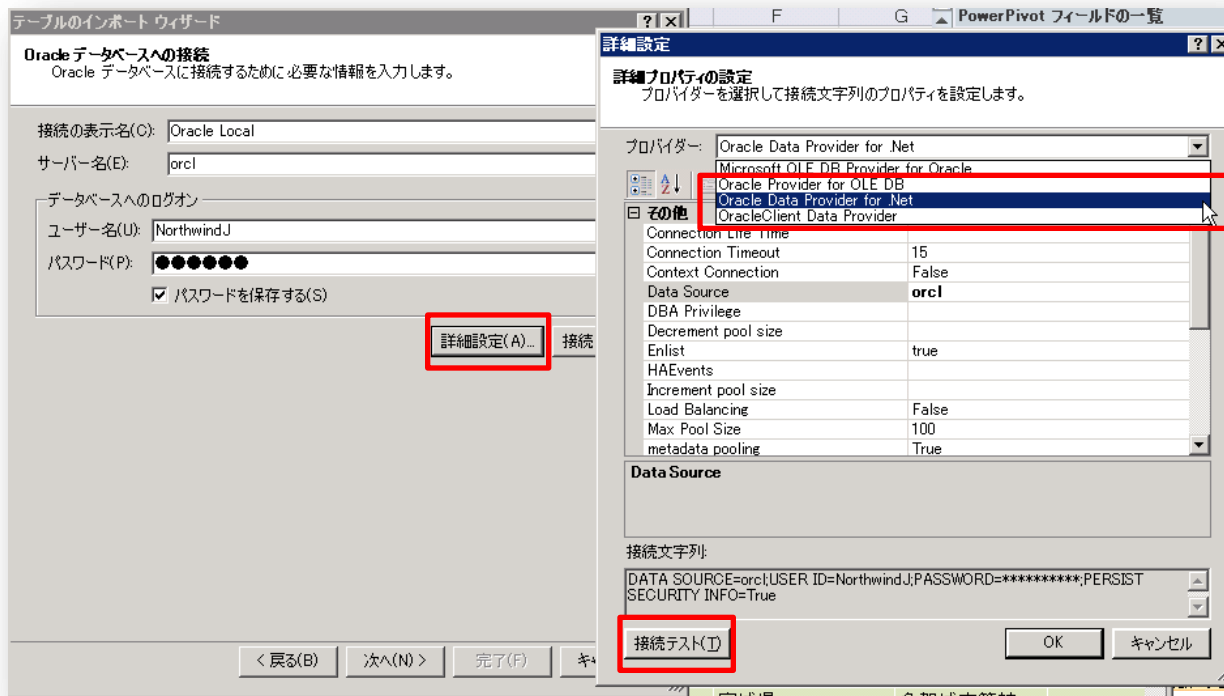 テーブルのインポート ウィザード
Oracle データベースへの接続
Oracle データベースに接続するために必要な情報を入力します。
接続の表示名(C): Oracle Local
サーバー名(E): orcl
データベースへのログオン
ユーザー名(U): NorthwindJ
パスワード(P): ●●●●●●
パスワードを保存する(S)
詳細設定(A)...
接続
< 戻る(B)
次へ(N) >
完了(F)
キ
F
G
PowerPivot フィールドの一覧
詳細設定
詳細プロパティの設定
プロバイダーを選択して接続文字列のプロパティを設定します。
プロバイダー: Oracle Data Provider for .Net
Microsoft OLE DB Provider for Oracle
Oracle Provider for OLE DB
Oracle Data Provider for .Net
OracleClient Data Provider
その他
Connection Life Time
Connection Timeout 15
Context Connection False
Data Source orcl
DBA Privilege
Decrement pool size
Enlist true
HAEvents
Increment pool size
Load Balancing False
Max Pool Size 100
metadata pooling True
Data Source
接続文字列:
DATA SOURCE=orcl;USER ID=NorthwindJ;PASSWORD=**********;PERSIST
SECURITY INFO=True
接続テスト(T)
OK
キャンセル